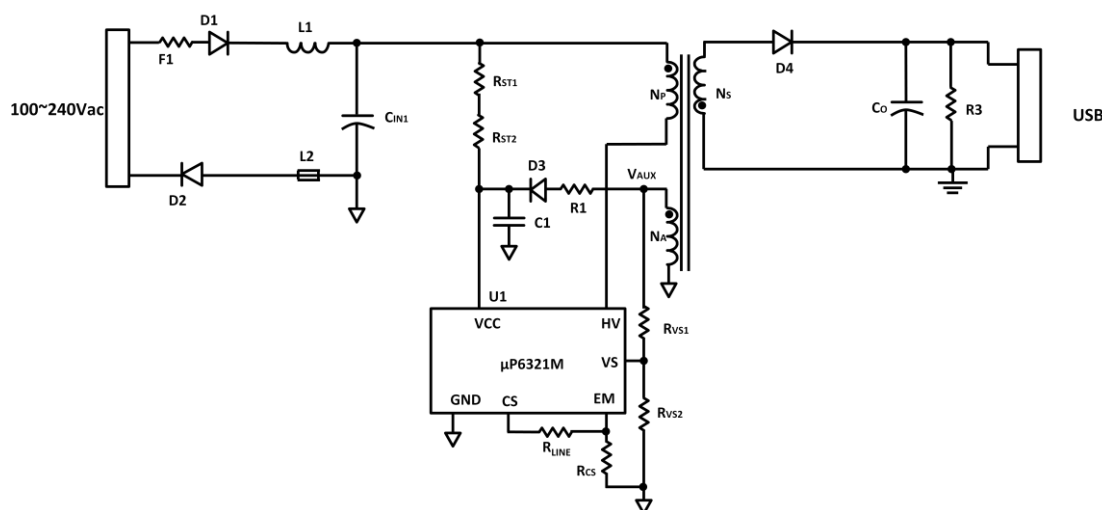 D1
L1
F1
100~240Vac
CIN1
RST1
RST2
NP
NS
D4
CO
R3
USB
L2
D2
D3
R1
C1
VAUX
NA
U1
VCC
HV
RVS1
μP6321M
VS
GND
CS
EM
RVS2
RLINE
RCS